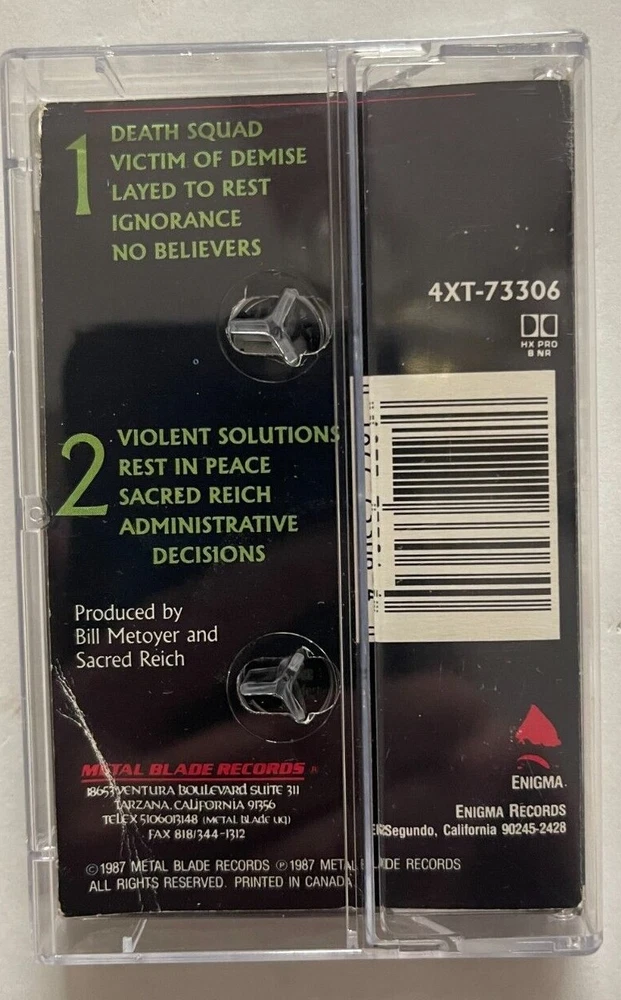 1
DEATH SQUAD
VICTIM OF DEMISE
LAYED TO REST
IGNORANCE
NO BELIEVERS
4XT-73306
HX PRO
B NR
2
VIOLENT SOLUTIONS
REST IN PEACE
SACRED REICH
ADMINISTRATIVE
DECISIONS
Produced by
Bill Metoyer and
Sacred Reich
METAL BLADE RECORDS
18653 VENTURA BOULEVARD SUITE 311
TARZANA, CALIFORNIA 91356
TELEX 5106013148 (METAL BLADE UQ)
FAX 818/344-1312
ENIGMA
ENIGMA RECORDS
Segundo, California 90245-2428
©1987 METAL BLADE RECORDS ℗1987 METAL BLADE RECORDS
ALL RIGHTS RESERVED. PRINTED IN CANADA